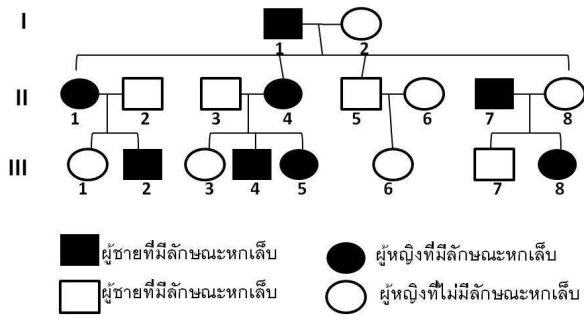 I
1 2
II
1 2 3 4 5 6 7 8
III
1 2 3 4 5 6 7 8
ผู้ชายที่มีลักษณะหกเล็บ ผู้หญิงที่มีลักษณะหกเล็บ
ผู้ชายที่มีลักษณะหกเล็บ ผู้หญิงที่ไม่มีลักษณะหกเล็บ